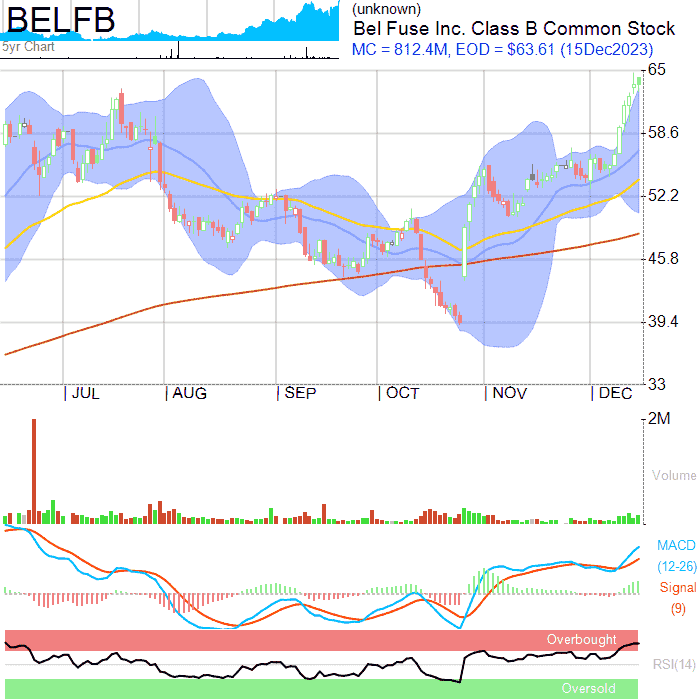 BELFB
5yr Chart
(unknown)
Bel Fuse Inc. Class B Common Stock
MC = 812.4M, EOD = $63.61 (15Dec2023)
65
58.6
52.2
45.8
39.4
33
JUL AUG SEP OCT NOV DEC
2M
Volume
MACD
(12-26)
Signal
(9)
Overbought
RSI(14)
Oversold